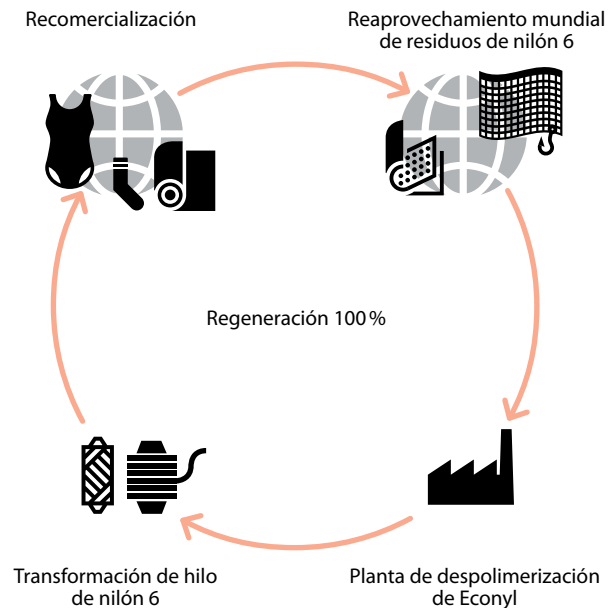 Recomercialización
Reaprovechamiento mundial
de residuos de nilón 6
Regeneración 100 %
Transformación de hilo
de nilón 6
Planta de despolimerización
de Econyl